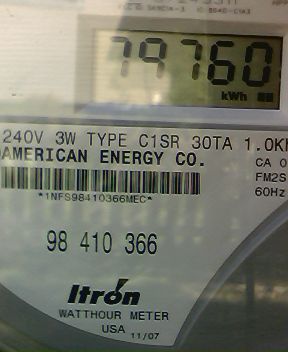 79760
kWh
240V 3W TYPE C1SR 30TA 1.0K
AMERICAN ENERGY CO.
CA 0
FM2S
60Hz
*1NFS98410366MEC*
98 410 366
Itron
WATTHOUR METER
USA 11/07